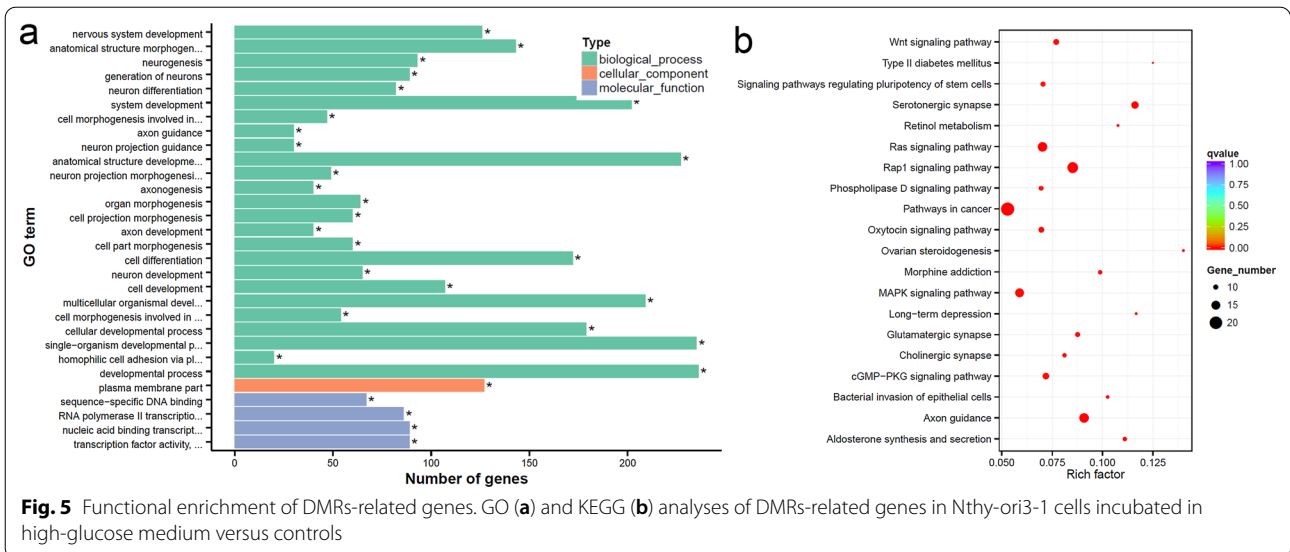 a
GO term
nervous system development
anatomical structure morphogen...
neurogenesis
generation of neurons
neuron differentiation
system development
cell morphogenesis involved in...
axon guidance
neuron projection guidance
anatomical structure developme...
neuron projection morphogenesi...
axonogenesis
organ morphogenesis
cell projection morphogenesis
axon development
cell part morphogenesis
cell differentiation
neuron development
cell development
multicellular organismal devel...
cell morphogenesis involved in ...
cellular developmental process
single−organism developmental p...
homophilic cell adhesion via pl...
developmental process
plasma membrane part
sequence−specific DNA binding
RNA polymerase II transcriptio...
nucleic acid binding transcript...
transcription factor activity, ...
* * * * * * * * * * * * * * * * * * * * * * * * * * * * * *
0 50 100 150 200
Number of genes
Type
biological_process
cellular_component
molecular_function
b
Wnt signaling pathway
Type II diabetes mellitus
Signaling pathways regulating pluripotency of stem cells
Serotonergic synapse
Retinol metabolism
Ras signaling pathway
Rap1 signaling pathway
Phospholipase D signaling pathway
Pathways in cancer
Oxytocin signaling pathway
Ovarian steroidogenesis
Morphine addiction
MAPK signaling pathway
Long−term depression
Glutamatergic synapse
Cholinergic synapse
cGMP−PKG signaling pathway
Bacterial invasion of epithelial cells
Axon guidance
Aldosterone synthesis and secretion
0.050 0.075 0.100 0.125
Rich factor
qvalue
1.00
0.75
0.50
0.25
0.00
Gene_number
10
15
20
Fig. 5 Functional enrichment of DMRs-related genes. GO (a) and KEGG (b) analyses of DMRs-related genes in Nthy-ori3-1 cells incubated in
high-glucose medium versus controls